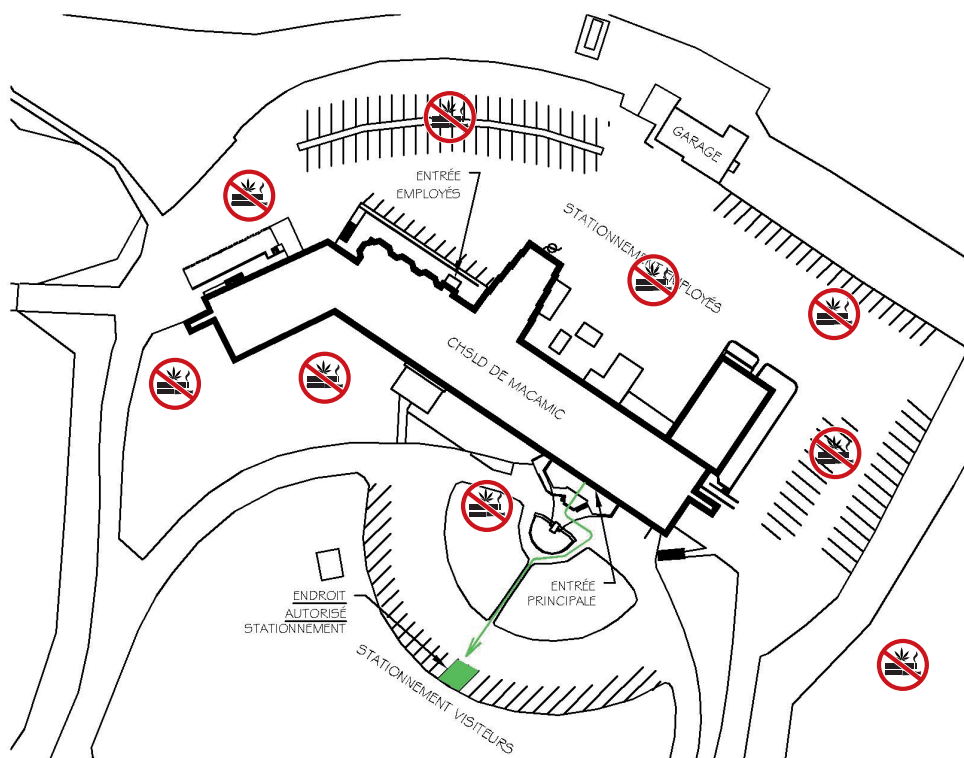 GARAGE
ENTRÉE
EMPLOYÉS
STATIONNEMENT EMPLOYÉS
CHSLD DE MACAMIC
ENTRÉE
PRINCIPALE
ENDROIT
AUTORISÉ
STATIONNEMENT
STATIONNEMENT VISITEURS